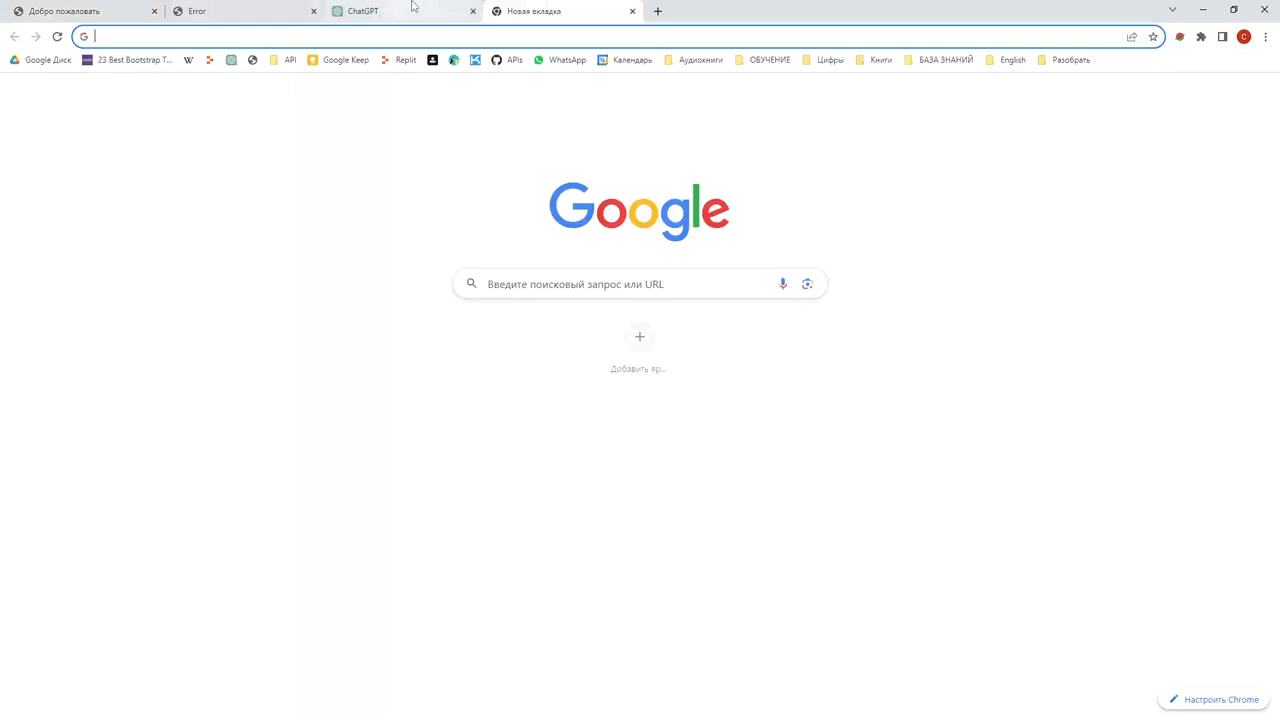 Добро пожаловать
Error
ChatGPT
Новая вкладка
Google Диск
23 Best Bootstrap T...
API
Google Keep
Replit
APIs
WhatsApp
Календарь
Аудиокниги
ОБУЧЕНИЕ
Цифры
Книги
БАЗА ЗНАНИЙ
English
Разобрать
Google
Введите поисковый запрос или URL
Добавить яр...
Настроить Chrome